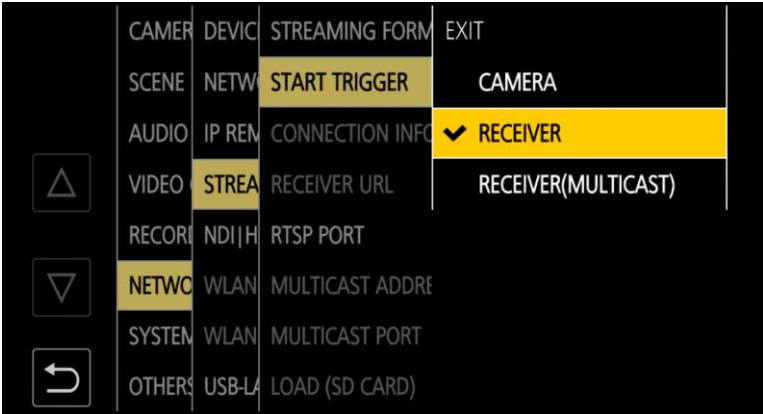 CAMER DEVIC STREAMING FORM EXIT
SCENE NETW START TRIGGER CAMERA
AUDIO IP REM CONNECTION INFO RECEIVER
VIDEO STREA RECEIVER URL RECEIVER(MULTICAST)
RECORI NDI|H RTSP PORT
NETWO WLAN MULTICAST ADDRE
SYSTEM WLAN MULTICAST PORT
OTHERS USB-LA LOAD (SD CARD)